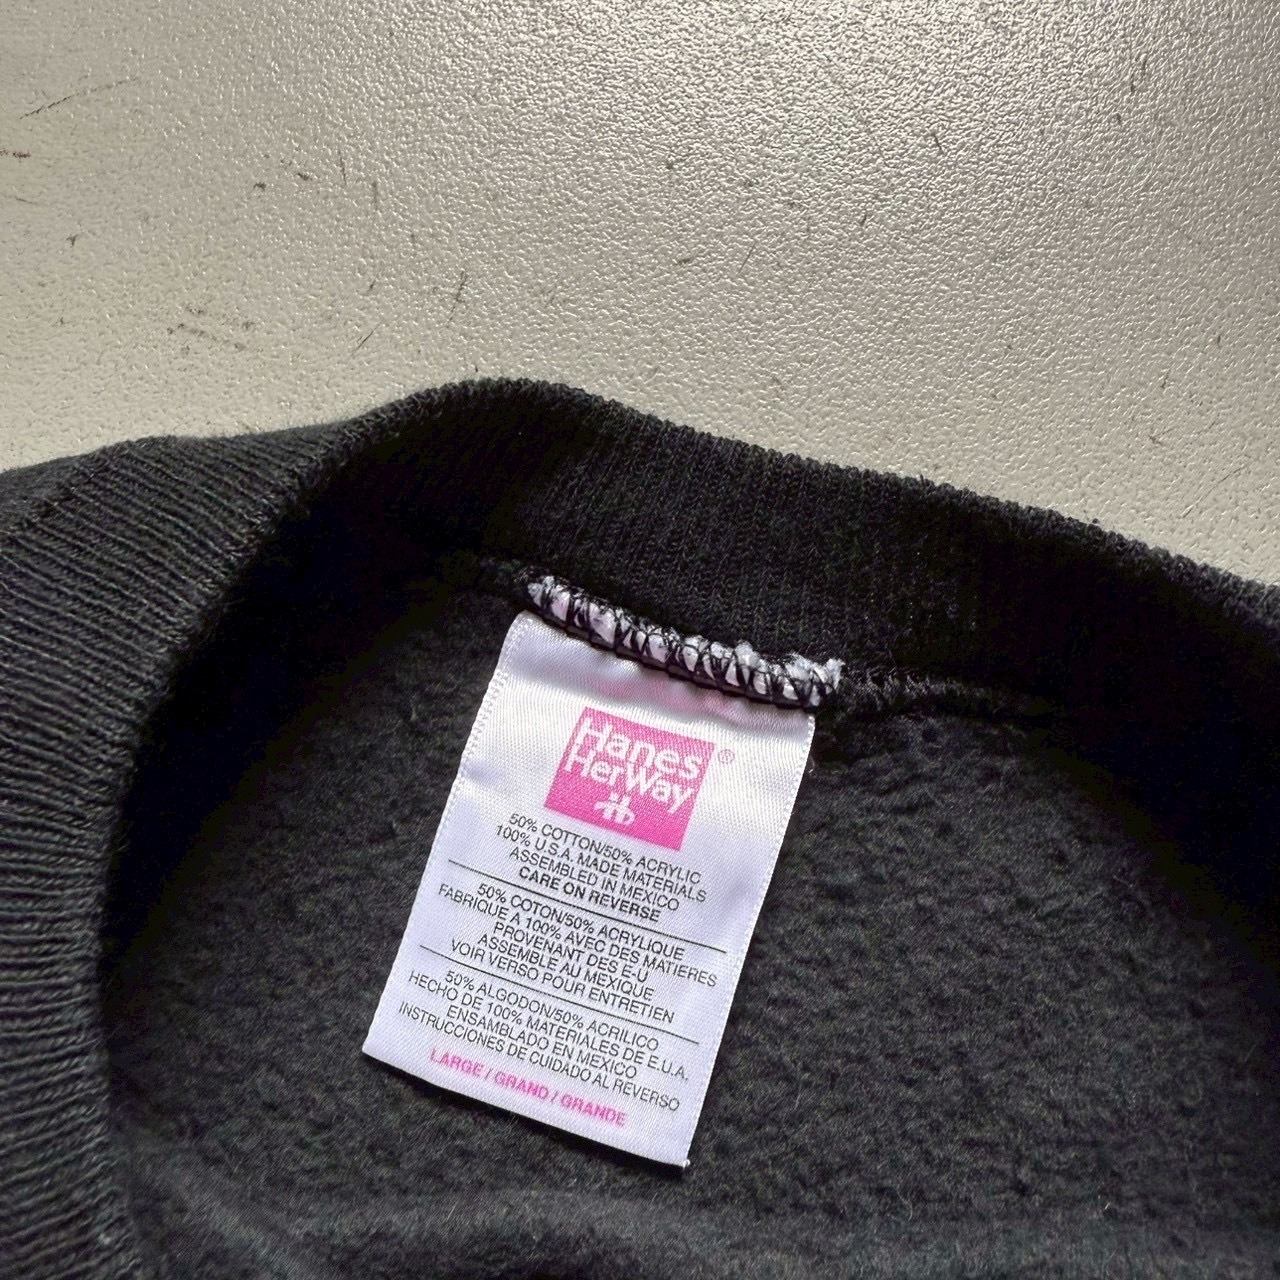 Hanes
HerWay
®
50% COTTON/50% ACRYLIC
100% U.S.A. MADE MATERIALS
ASSEMBLED IN MEXICO
CARE ON REVERSE
50% COTON/50% ACRYLIQUE
FABRIQUE A 100% AVEC DES MATIERES
PROVENANT DES E-U
ASSEMBLE AU MEXIQUE
VOIR VERSO POUR ENTRETIEN
50% ALGODON/50% ACRILICO
HECHO DE 100% MATERIALES DE E.U.A.
ENSAMBLADO EN MEXICO
INSTRUCCIONES DE CUIDADO AL REVERSO
LARGE / GRAND / GRANDE